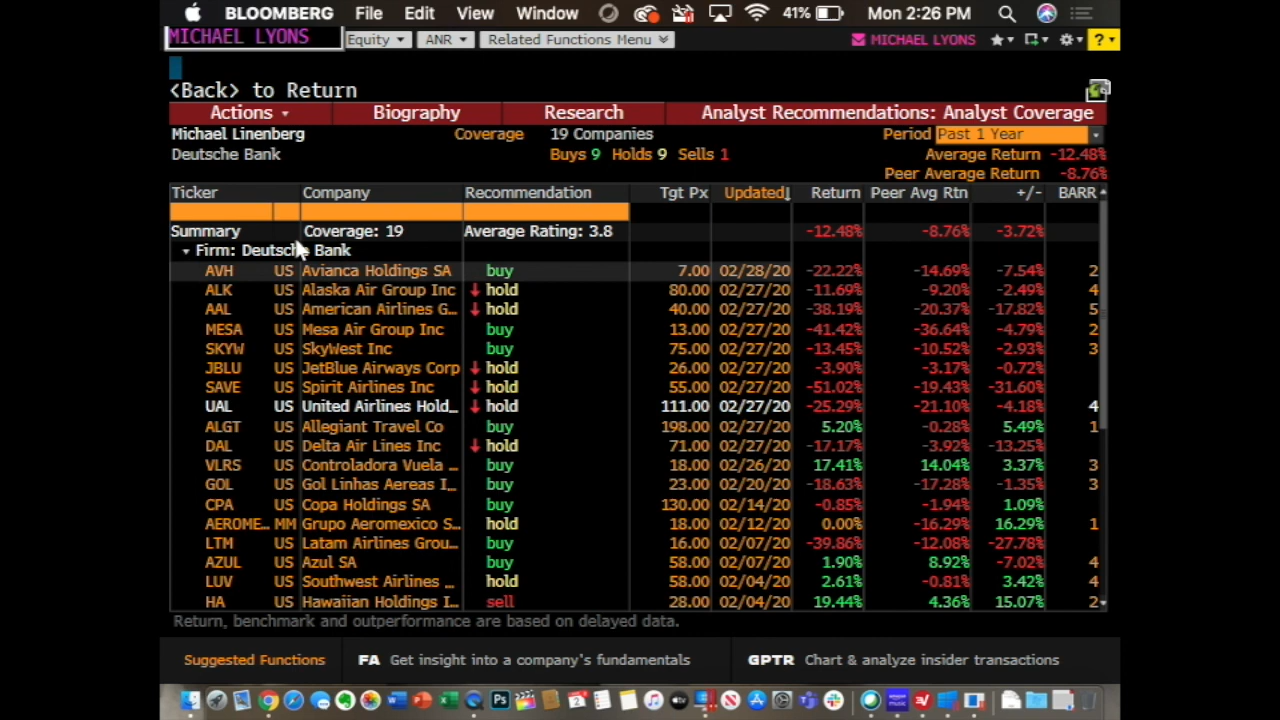 BLOOMBERG File Edit View Window 41% Mon 2:26 PM
MICHAEL LYONS Equity ANR Related Functions Menu MICHAEL LYONS ?
<Back> to Return
Actions Biography Research Analyst Recommendations: Analyst Coverage
Michael Linenberg Coverage 19 Companies Period Past 1 Year
Deutsche Bank Buys 9 Holds 9 Sells 1 Average Return -12.48%
Peer Average Return -8.76%
Ticker Company Recommendation Tgt Px Updated Return Peer Avg Rtn +/- BARR
Summary Coverage: 19 Average Rating: 3.8 -12.48% -8.76% -3.72%
Firm: Deutsche Bank
AVH US Avianca Holdings SA buy 7.00 02/28/20 -22.22% -14.69% -7.54% 2
ALK US Alaska Air Group Inc hold 80.00 02/27/20 -11.69% -9.20% -2.49% 4
AAL US American Airlines G… hold 40.00 02/27/20 -38.19% -20.37% -17.82% 5
MESA US Mesa Air Group Inc buy 13.00 02/27/20 -41.42% -36.64% -4.79% 2
SKYW US SkyWest Inc buy 75.00 02/27/20 -13.45% -10.52% -2.93% 3
JBLU US JetBlue Airways Corp hold 26.00 02/27/20 -3.90% -3.17% -0.72%
SAVE US Spirit Airlines Inc hold 55.00 02/27/20 -51.02% -19.43% -31.60%
UAL US United Airlines Hold… hold 111.00 02/27/20 -25.29% -21.10% -4.18% 4
ALGT US Allegiant Travel Co buy 198.00 02/27/20 5.20% -0.28% 5.49% 1
DAL US Delta Air Lines Inc hold 71.00 02/27/20 -17.17% -3.92% -13.25%
VLRS US Controladora Vuela … buy 18.00 02/26/20 17.41% 14.04% 3.37% 3
GOL US Gol Linhas Aereas I… buy 23.00 02/20/20 -18.63% -17.28% -1.35% 3
CPA US Copa Holdings SA buy 130.00 02/14/20 -0.85% -1.94% 1.09%
AEROME… MM Grupo Aeromexico S… hold 18.00 02/12/20 0.00% -16.29% 16.29% 1
LTM US Latam Airlines Grou… buy 16.00 02/07/20 -39.86% -12.08% -27.78%
AZUL US Azul SA buy 58.00 02/07/20 1.90% 8.92% -7.02% 4
LUV US Southwest Airlines … hold 58.00 02/04/20 2.61% -0.81% 3.42% 4
HA US Hawaiian Holdings I… sell 28.00 02/04/20 19.44% 4.36% 15.07% 2
Return, benchmark and outperformance are based on delayed data.
Suggested Functions FA Get insight into a company's fundamentals GPTR Chart & analyze insider transactions